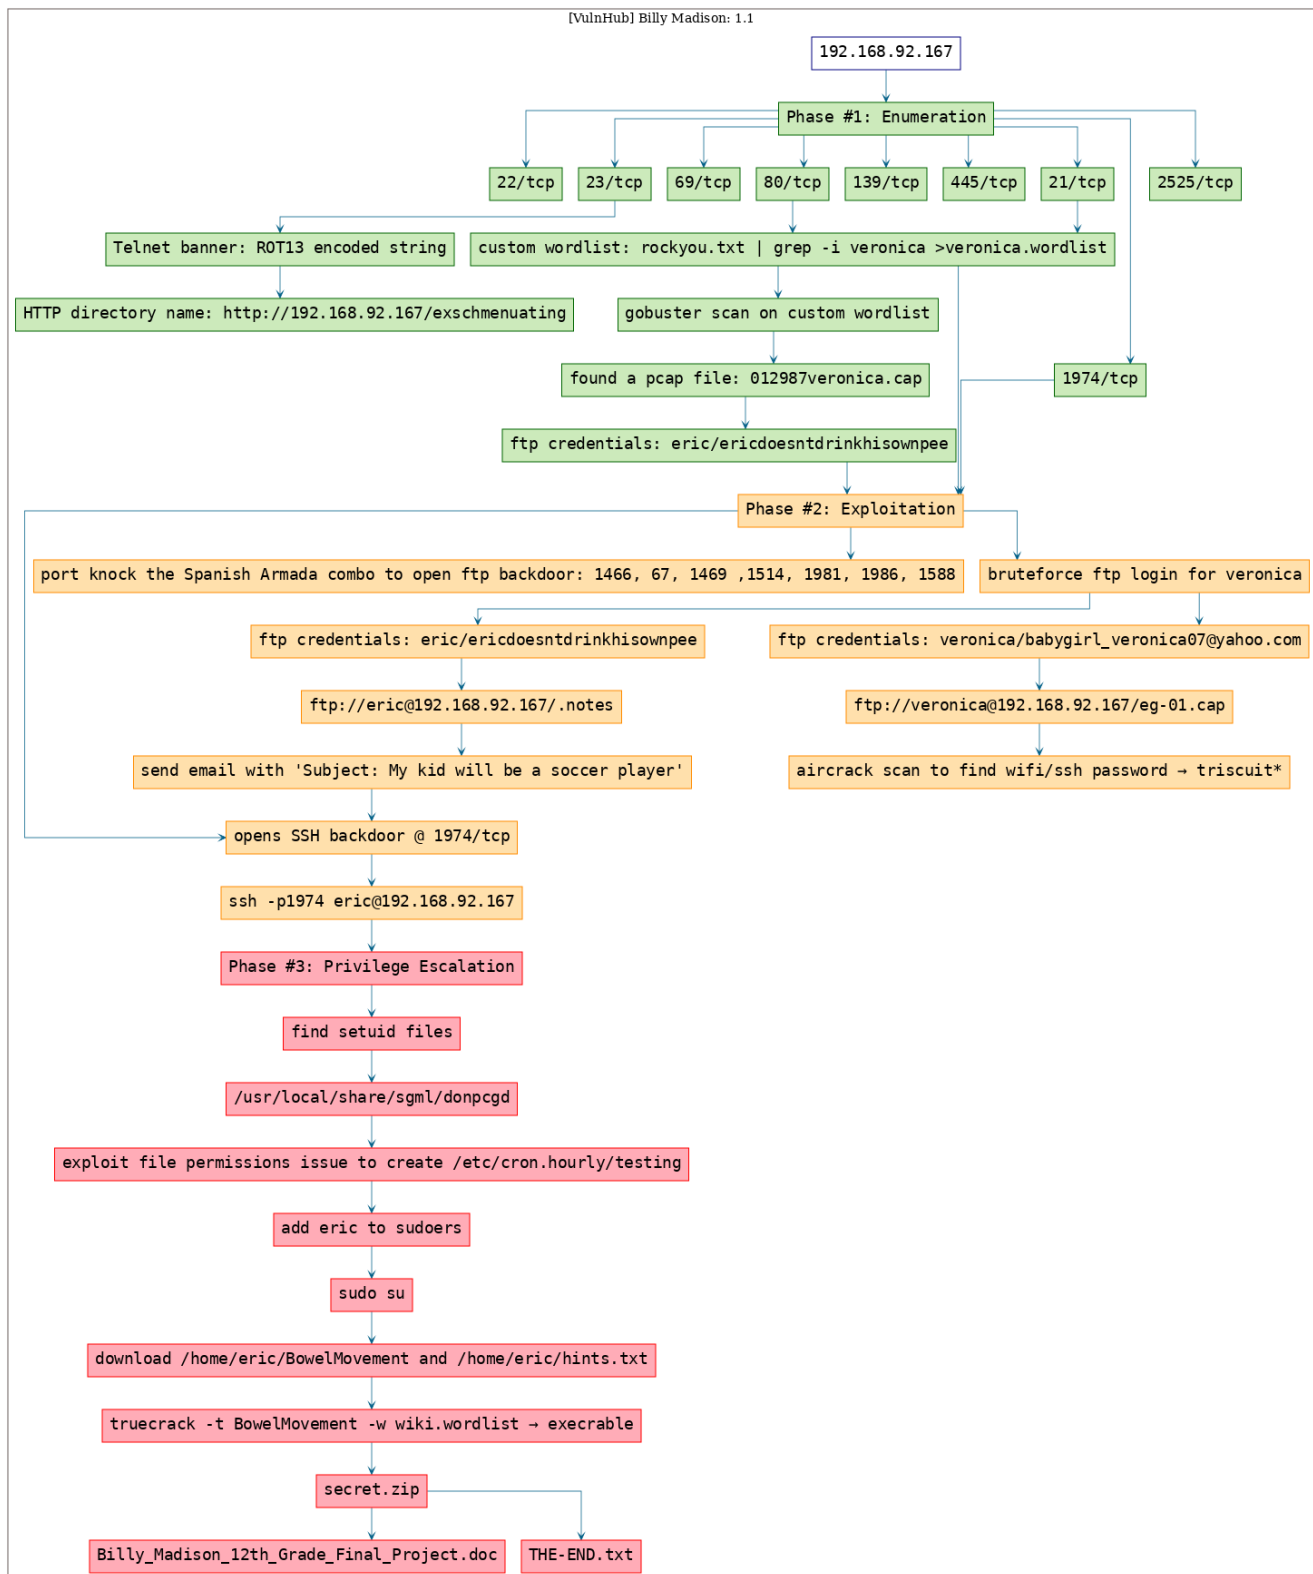 [VulnHub] Billy Madison: 1.1
192.168.92.167
Phase #1: Enumeration
22/tcp
23/tcp
69/tcp
80/tcp
139/tcp
445/tcp
21/tcp
2525/tcp
Telnet banner: ROT13 encoded string
custom wordlist: rockyou.txt | grep -i veronica >veronica.wordlist
HTTP directory name: http://192.168.92.167/exschmenuating
gobuster scan on custom wordlist
found a pcap file: 012987veronica.cap
1974/tcp
ftp credentials: eric/ericdoesntdrinkhisownpee
Phase #2: Exploitation
port knock the Spanish Armada combo to open ftp backdoor: 1466, 67, 1469 ,1514, 1981, 1986, 1588
bruteforce ftp login for veronica
ftp credentials: eric/ericdoesntdrinkhisownpee
ftp credentials: veronica/babygirl_veronica07@yahoo.com
ftp://eric@192.168.92.167/.notes
ftp://veronica@192.168.92.167/eg-01.cap
send email with 'Subject: My kid will be a soccer player'
aircrack scan to find wifi/ssh password → triscuit*
opens SSH backdoor @ 1974/tcp
ssh -p1974 eric@192.168.92.167
Phase #3: Privilege Escalation
find setuid files
/usr/local/share/sgml/donpcgd
exploit file permissions issue to create /etc/cron.hourly/testing
add eric to sudoers
sudo su
download /home/eric/BowelMovement and /home/eric/hints.txt
truecrack -t BowelMovement -w wiki.wordlist → execrable
secret.zip
Billy_Madison_12th_Grade_Final_Project.doc
THE-END.txt